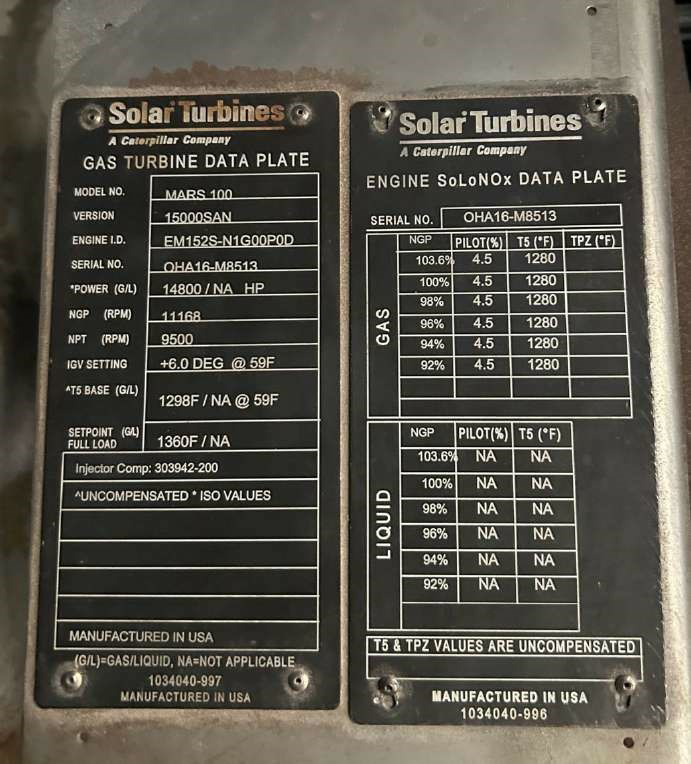 Solar Turbines
A Caterpillar Company
GAS TURBINE DATA PLATE
MODEL NO. MARS 100
VERSION 15000SAN
ENGINE I.D. EM152S-N1G00P0D
SERIAL NO. OHA16-M8513
*POWER (G/L) 14800 / NA HP
NGP (RPM) 11168
NPT (RPM) 9500
IGV SETTING +6.0 DEG @ 59F
^T5 BASE (G/L) 1298F / NA @ 59F
SETPOINT (G/L)
FULL LOAD 1360F / NA
Injector Comp: 303942-200
^UNCOMPENSATED * ISO VALUES
MANUFACTURED IN USA
(G/L)=GAS/LIQUID, NA=NOT APPLICABLE
1034040-997
MANUFACTURED IN USA
Solar Turbines
A Caterpillar Company
ENGINE SoLoNOx DATA PLATE
SERIAL NO. OHA16-M8513
GAS
NGP PILOT(%) T5 (°F) TPZ (°F)
103.6% 4.5 1280
100% 4.5 1280
98% 4.5 1280
96% 4.5 1280
94% 4.5 1280
92% 4.5 1280
LIQUID
NGP PILOT(%) T5 (°F)
103.6% NA NA
100% NA NA
98% NA NA
96% NA NA
94% NA NA
92% NA NA
T5 & TPZ VALUES ARE UNCOMPENSATED
MANUFACTURED IN USA
1034040-996